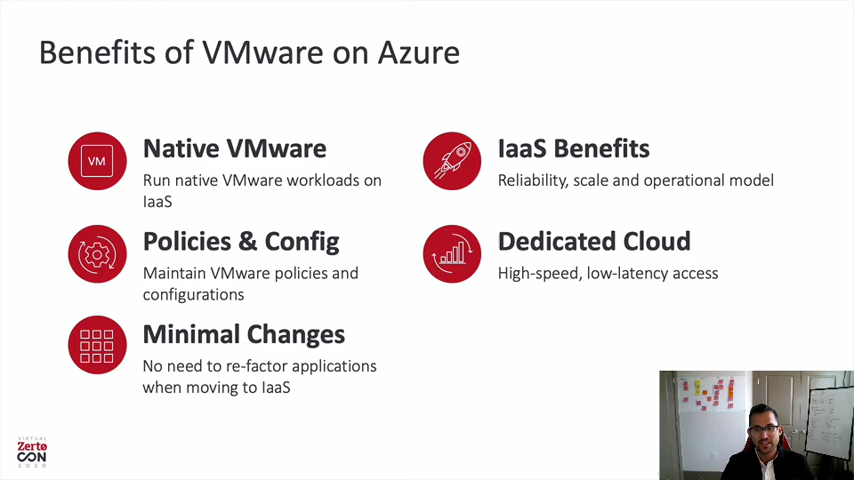 Benefits of VMware on Azure
VM
Native VMware
Run native VMware workloads on
IaaS
Policies & Config
Maintain VMware policies and
configurations
Minimal Changes
No need to re-factor applications
when moving to IaaS
IaaS Benefits
Reliability, scale and operational model
Dedicated Cloud
High-speed, low-latency access
VIRTUAL
Zerto
CON
2020